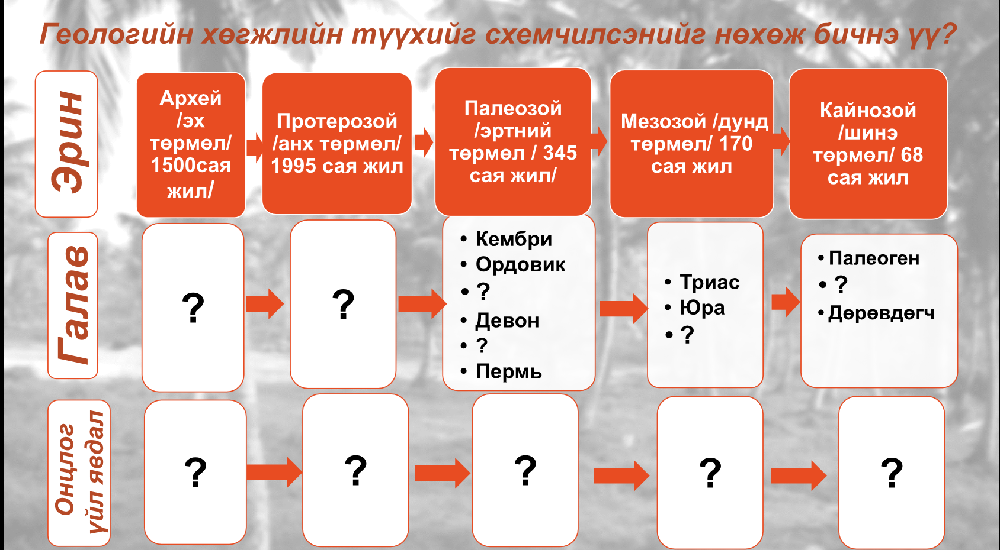 Геологийн хөгжлийн түүхийг схемчилсэнийг нөхөж бичнэ үү?
Эрин
Архей
/эх
төрмөл/
1500сая
жил/
Протерозой
/анх төрмөл/
1995 сая жил
Палеозой
/эртний
төрмөл / 345
сая жил/
Мезозой /дунд
төрмөл/ 170
сая жил
Кайнозой
/шинэ
төрмөл/ 68
сая жил
Галав
?
?
• Кембри
• Ордовик
• ?
• Девон
• ?
• Пермь
• Триас
• Юра
• ?
• Палеоген
• ?
• Дөрөвдөгч
Онцлог
үйл явдал
?
?
?
?
?